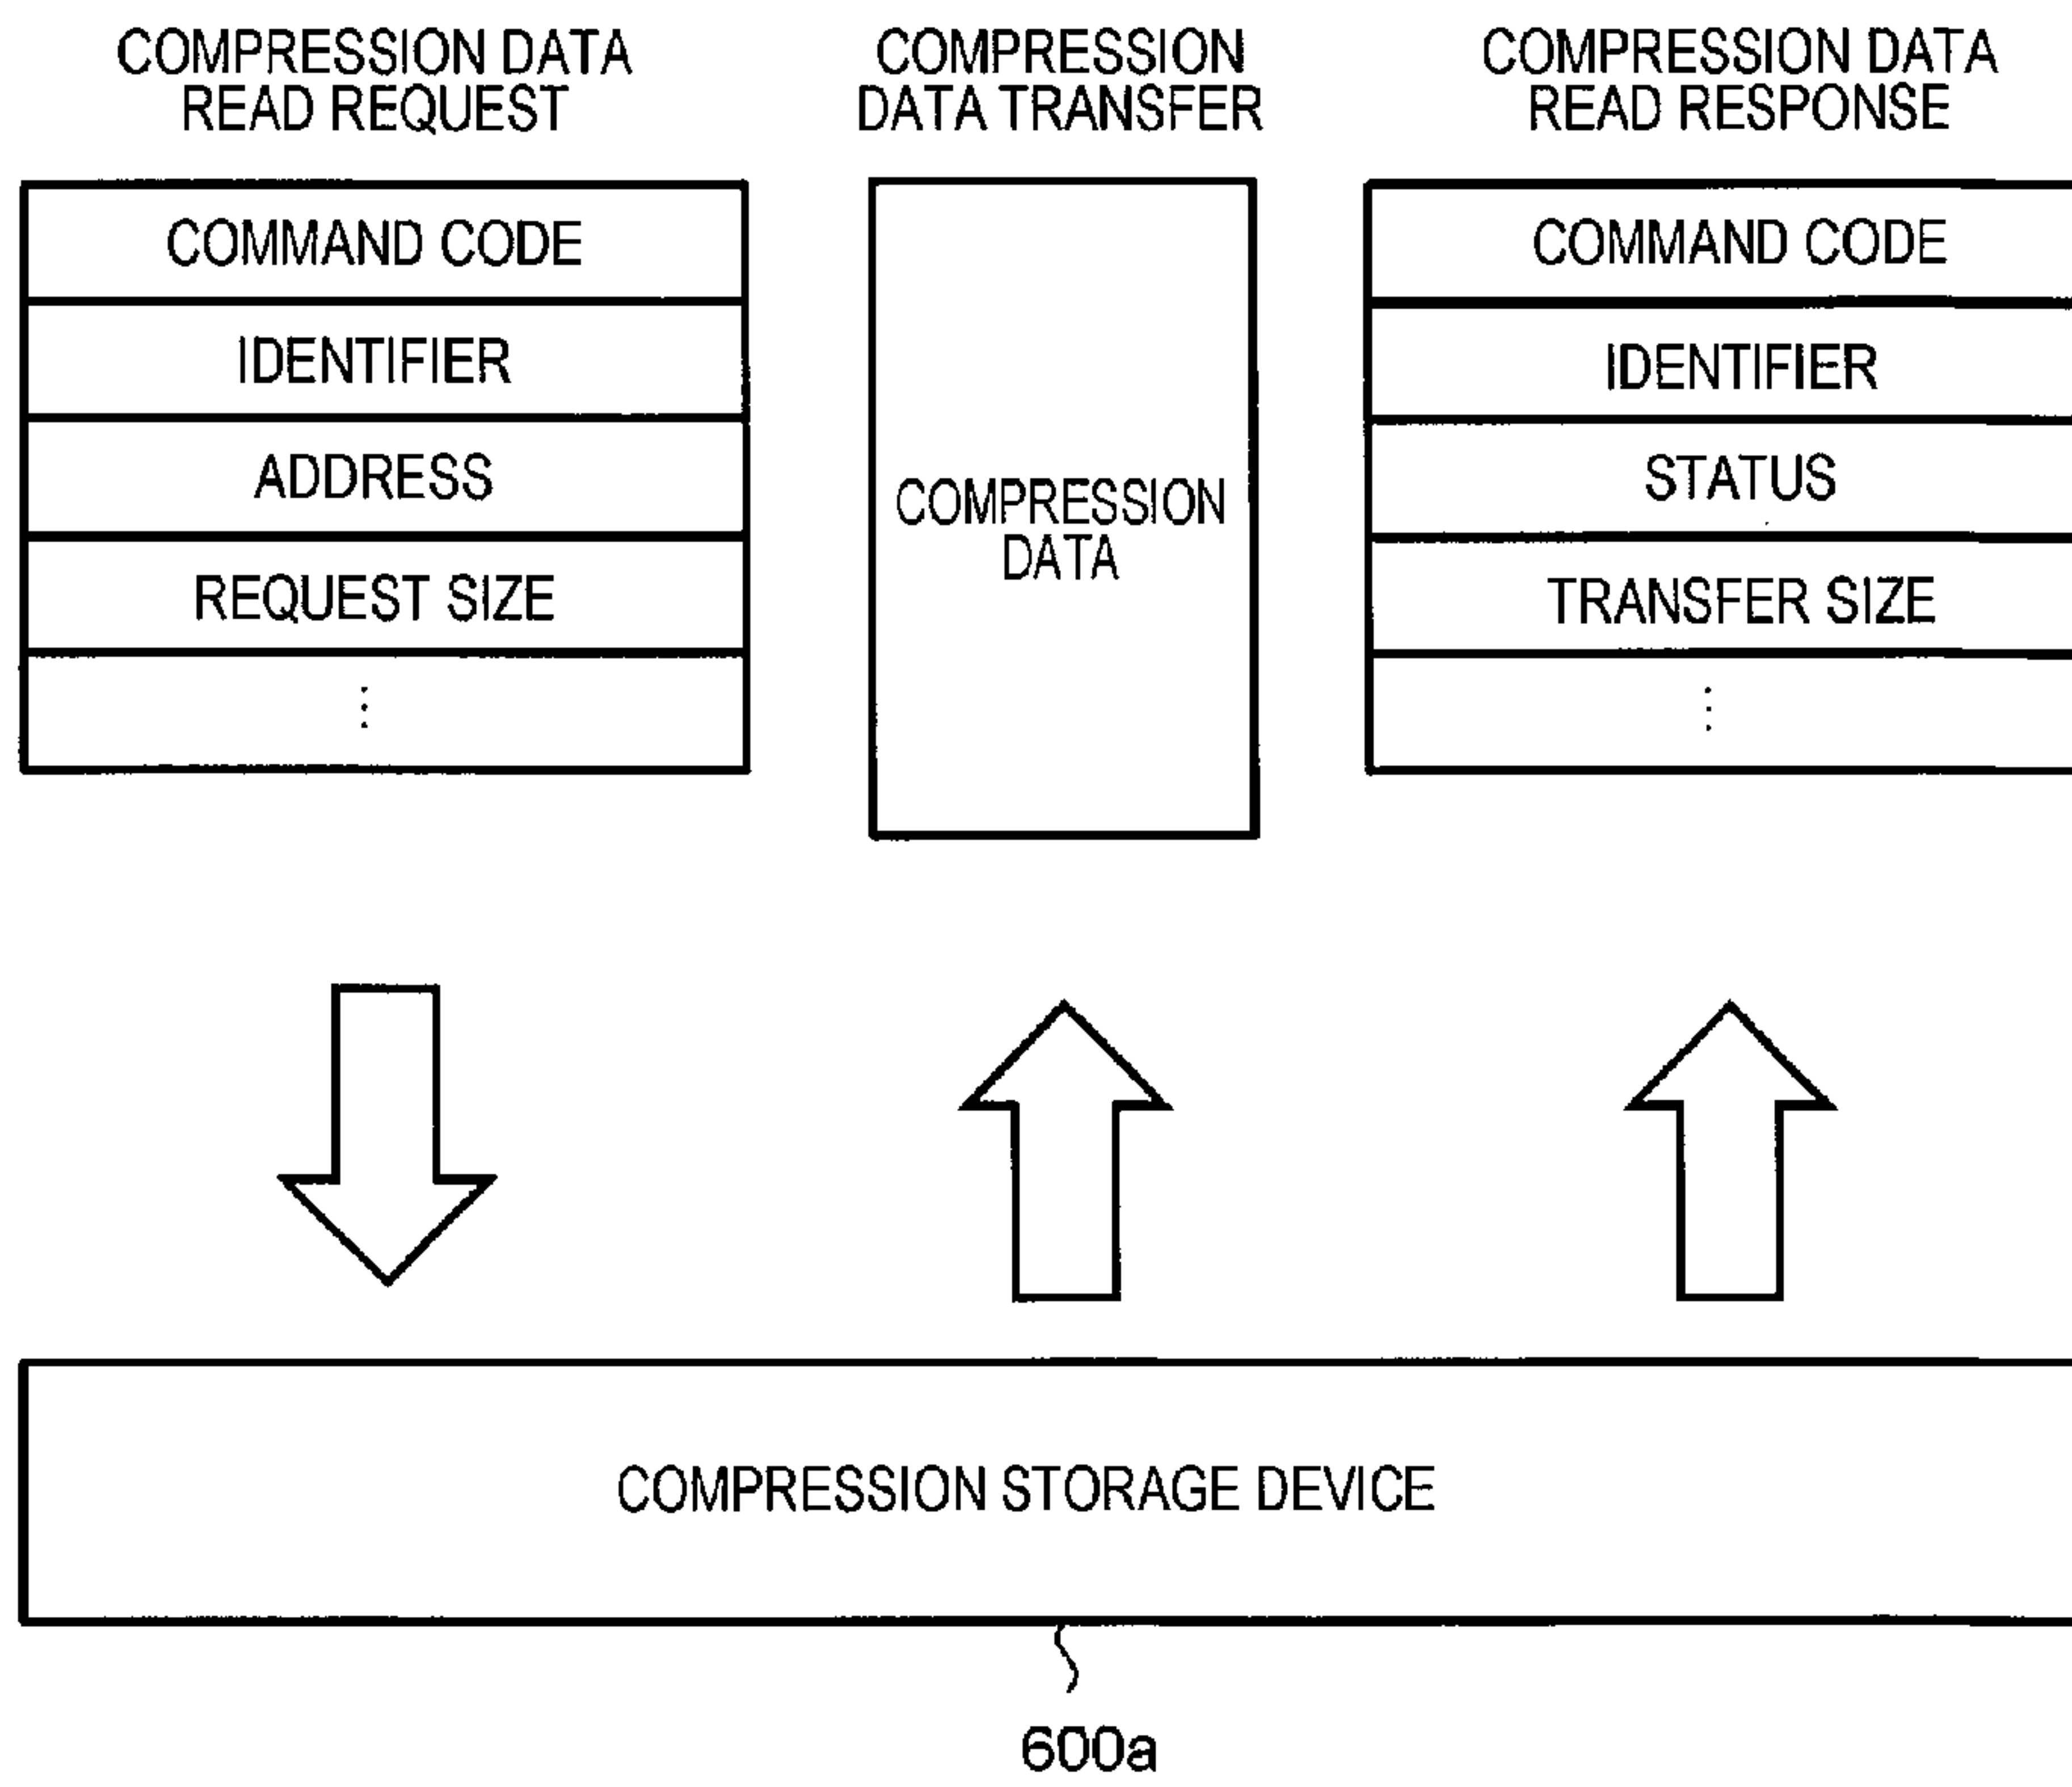 COMPRESSION DATA
READ REQUEST
COMMAND CODE
IDENTIFIER
ADDRESS
REQUEST SIZE
⋮
COMPRESSION
DATA TRANSFER
COMPRESSION
DATA
COMPRESSION DATA
READ RESPONSE
COMMAND CODE
IDENTIFIER
STATUS
TRANSFER SIZE
⋮
COMPRESSION STORAGE DEVICE
600a